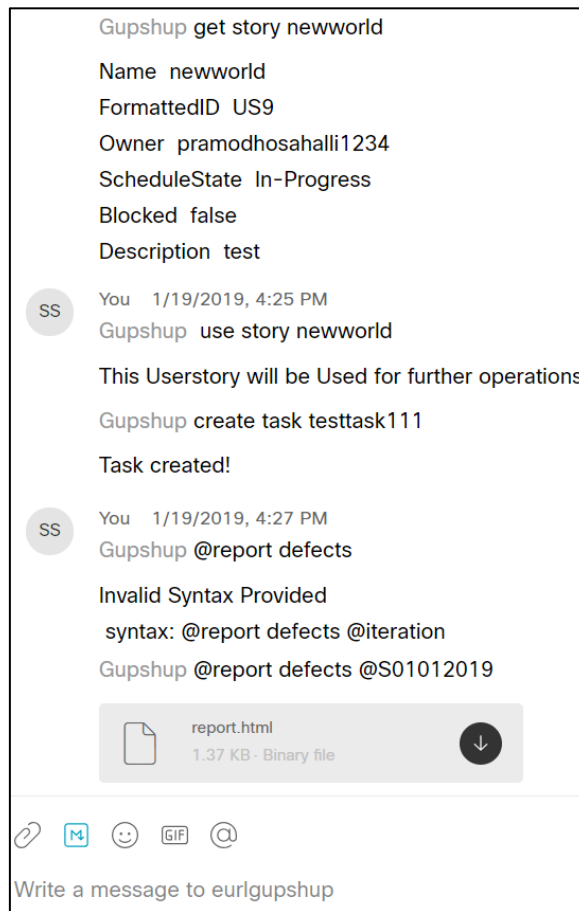 Gupshup get story newworld
Name newworld
FormattedID US9
Owner pramodhosahalli1234
ScheduleState In-Progress
Blocked false
Description test
SS
You 1/19/2019, 4:25 PM
Gupshup use story newworld
This Userstory will be Used for further operations
Gupshup create task testtask111
Task created!
SS
You 1/19/2019, 4:27 PM
Gupshup @report defects
Invalid Syntax Provided
syntax: @report defects @iteration
Gupshup @report defects @S01012019
report.html
1.37 KB · Binary file
M GIF @
Write a message to eurlgupshup